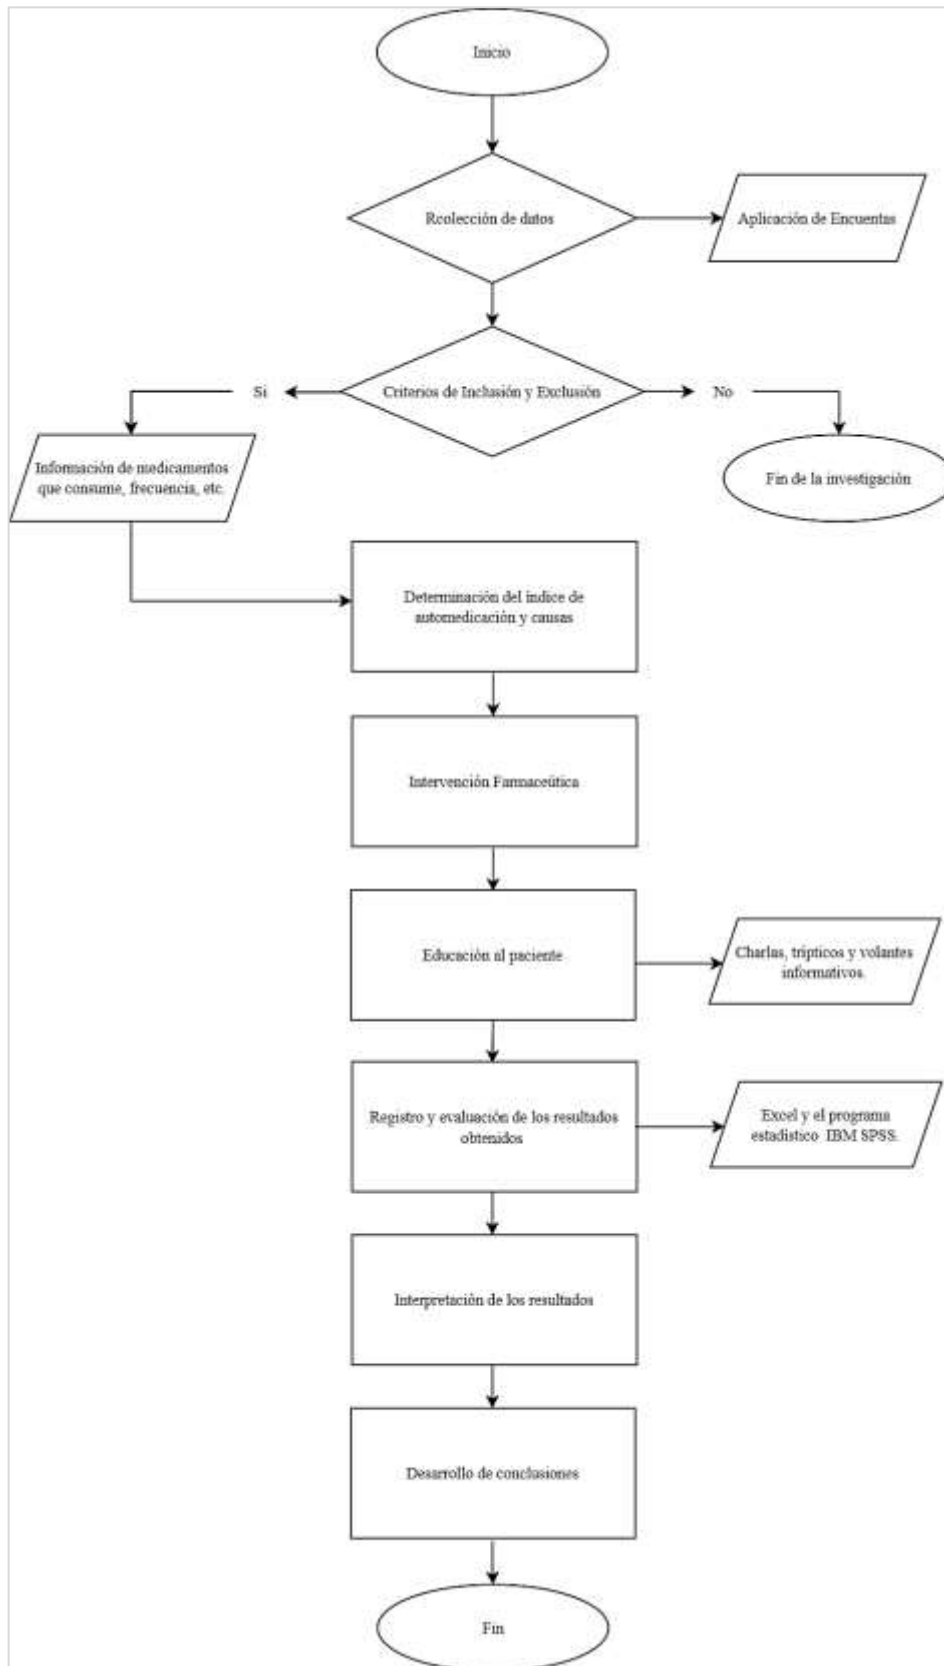 Inicio
Rcolección de datos
Aplicación de Encuentas
Si
Criterios de Inclusión y Exclusión
No
Información de medicamentos
que consume, frecuencia, etc.
Fin de la investigación
Determinación del índice de
automedicación y causas
Intervención Farmaceútica
Educación al paciente
Charlas, trípticos y volantes
informativos.
Registro y evaluación de los resultados
obtenidos
Excel y el programa
estadístico IBM SPSS.
Interpretación de los resultados
Desarrollo de conclusiones
Fin